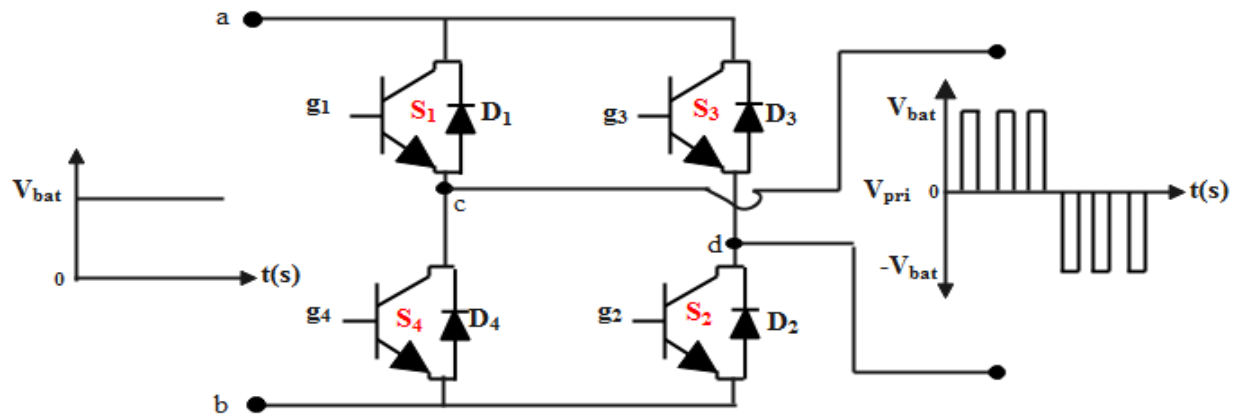 a
g1 S1 D1 g3 S3 D3
Vbat
0
t(s)
c
d
g4 S4 D4 g2 S2 D2
b
Vbat
Vpri 0 t(s)
-Vbat